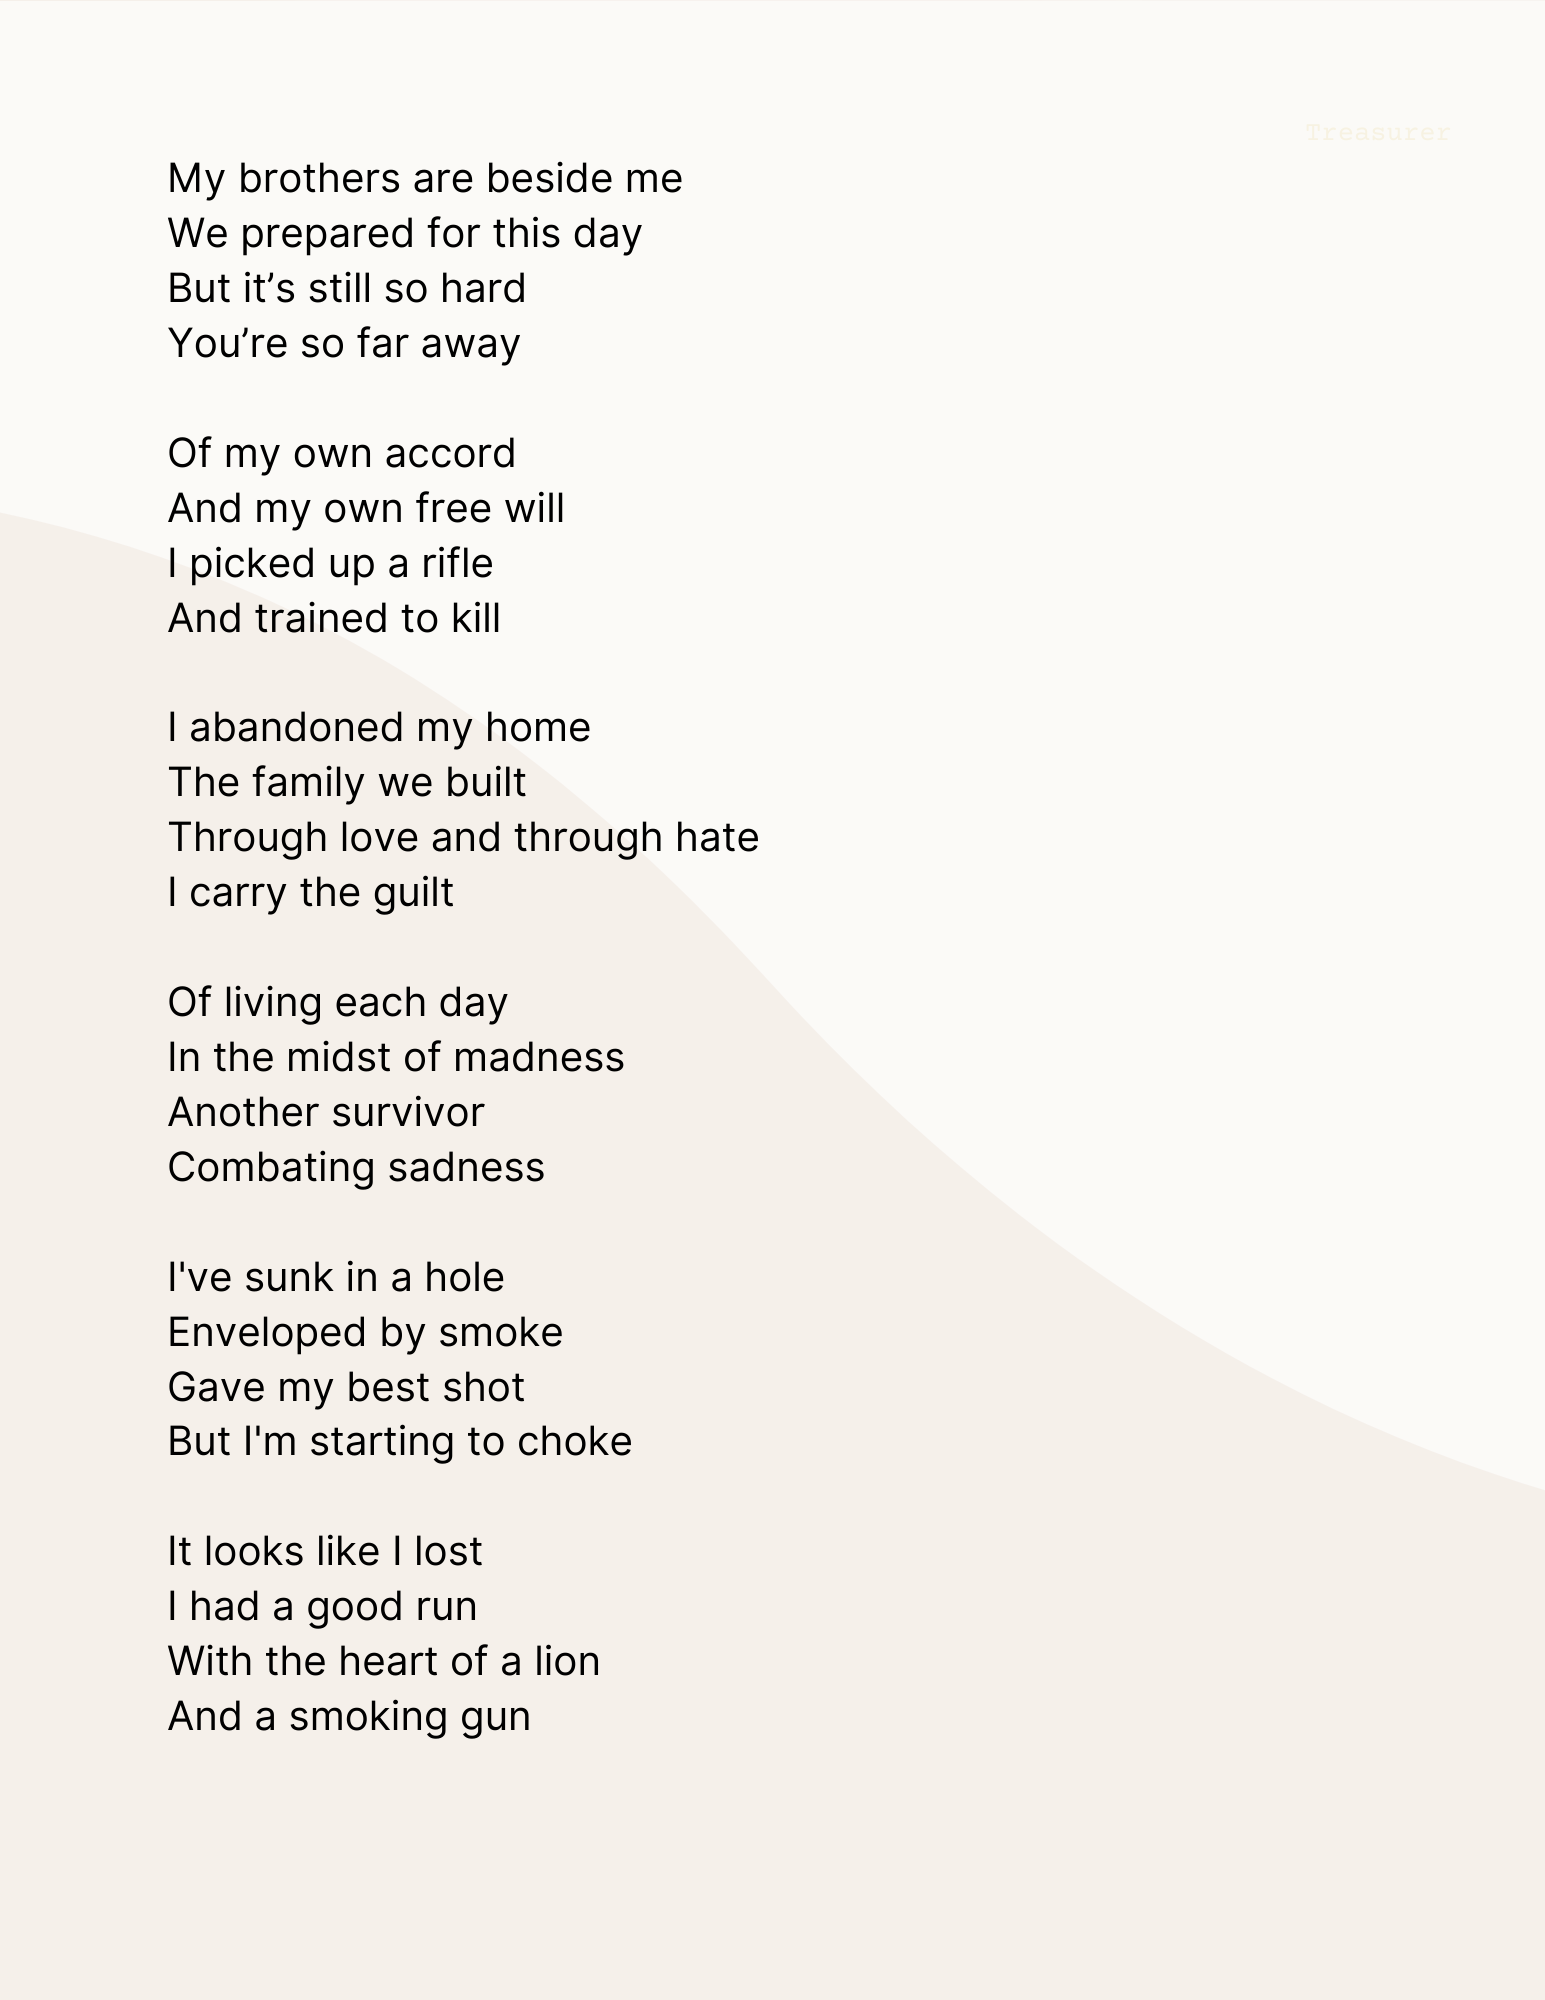 Treasurer
My brothers are beside me
We prepared for this day
But it’s still so hard
You’re so far away
Of my own accord
And my own free will
I picked up a rifle
And trained to kill
I abandoned my home
The family we built
Through love and through hate
I carry the guilt
Of living each day
In the midst of madness
Another survivor
Combating sadness
I've sunk in a hole
Enveloped by smoke
Gave my best shot
But I'm starting to choke
It looks like I lost
I had a good run
With the heart of a lion
And a smoking gun